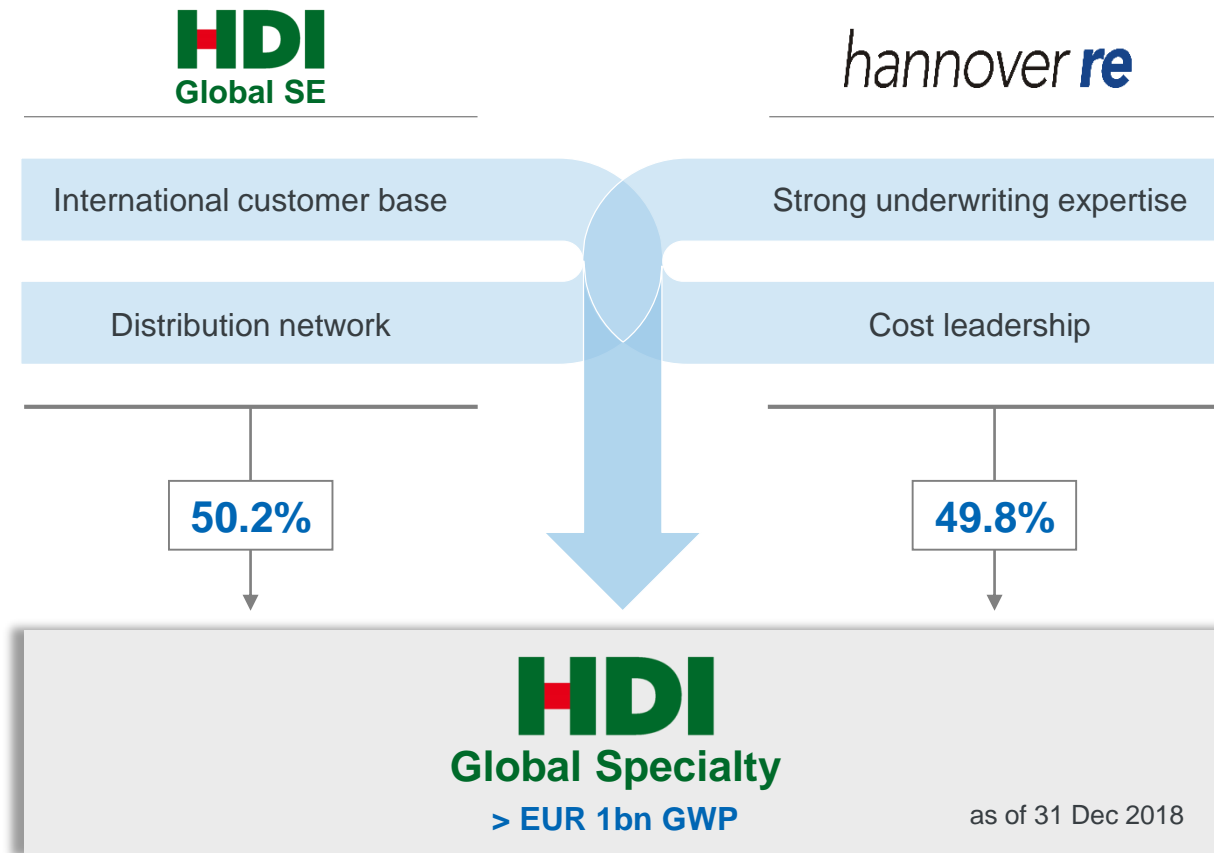 HDI
Global SE
hannover re
International customer base
Strong underwriting expertise
Distribution network
Cost leadership
50.2%
49.8%
HDI
Global Specialty
> EUR 1bn GWP
as of 31 Dec 2018